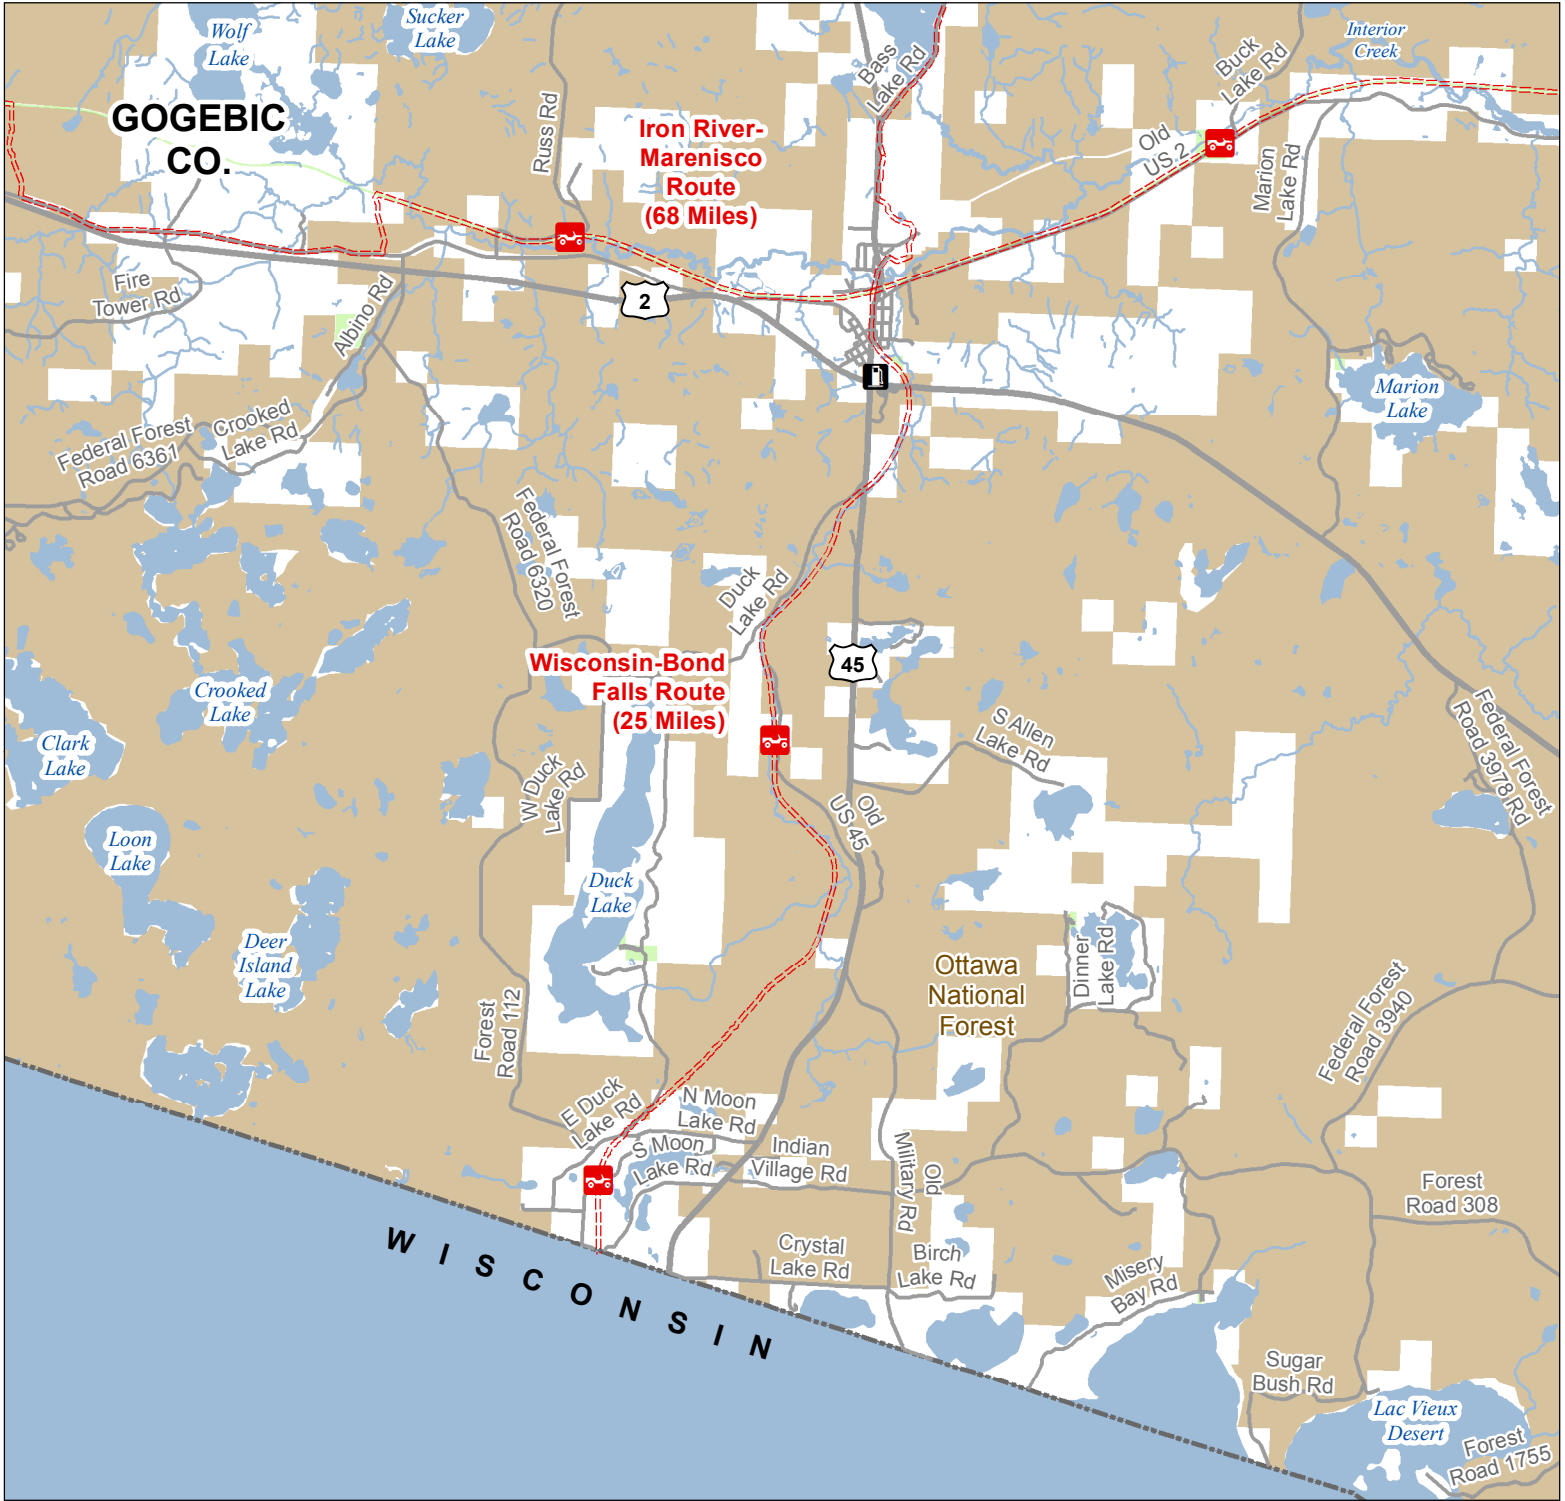 Wolf
Lake
Sucker
Lake
Bass
Lake Rd
Buck
Lake Rd
Interior
Creek
GOGEBIC
CO.
Russ Rd
Iron River-
Marenisco
Route
(68 Miles)
Old
US 2
Marion
Lake Rd
Fire
Tower Rd
Albino Rd
2
Marion
Lake
Federal Forest
Road 6361
Crooked
Lake Rd
Federal Forest
Road 6320
Duck
Lake Rd
Wisconsin-Bond
Falls Route
(25 Miles)
45
Crooked
Lake
Clark
Lake
S Allen
Lake Rd
Federal Forest
Road 3978 Rd
W Duck
Lake Rd
Old
US 45
Loon
Lake
Duck
Lake
Deer
Island
Lake
Ottawa
National
Forest
Dinner
Lake Rd
Forest
Road 112
Federal Forest
Road 3940
E Duck
Lake Rd
N Moon
Lake Rd
S Moon
Lake Rd
Indian
Village Rd
Old
Military Rd
Forest
Road 308
WISCONSIN
Crystal
Lake Rd
Birch
Lake Rd
Misery
Bay Rd
Sugar
Bush Rd
Lac Vieux
Desert
Forest
Road 1755